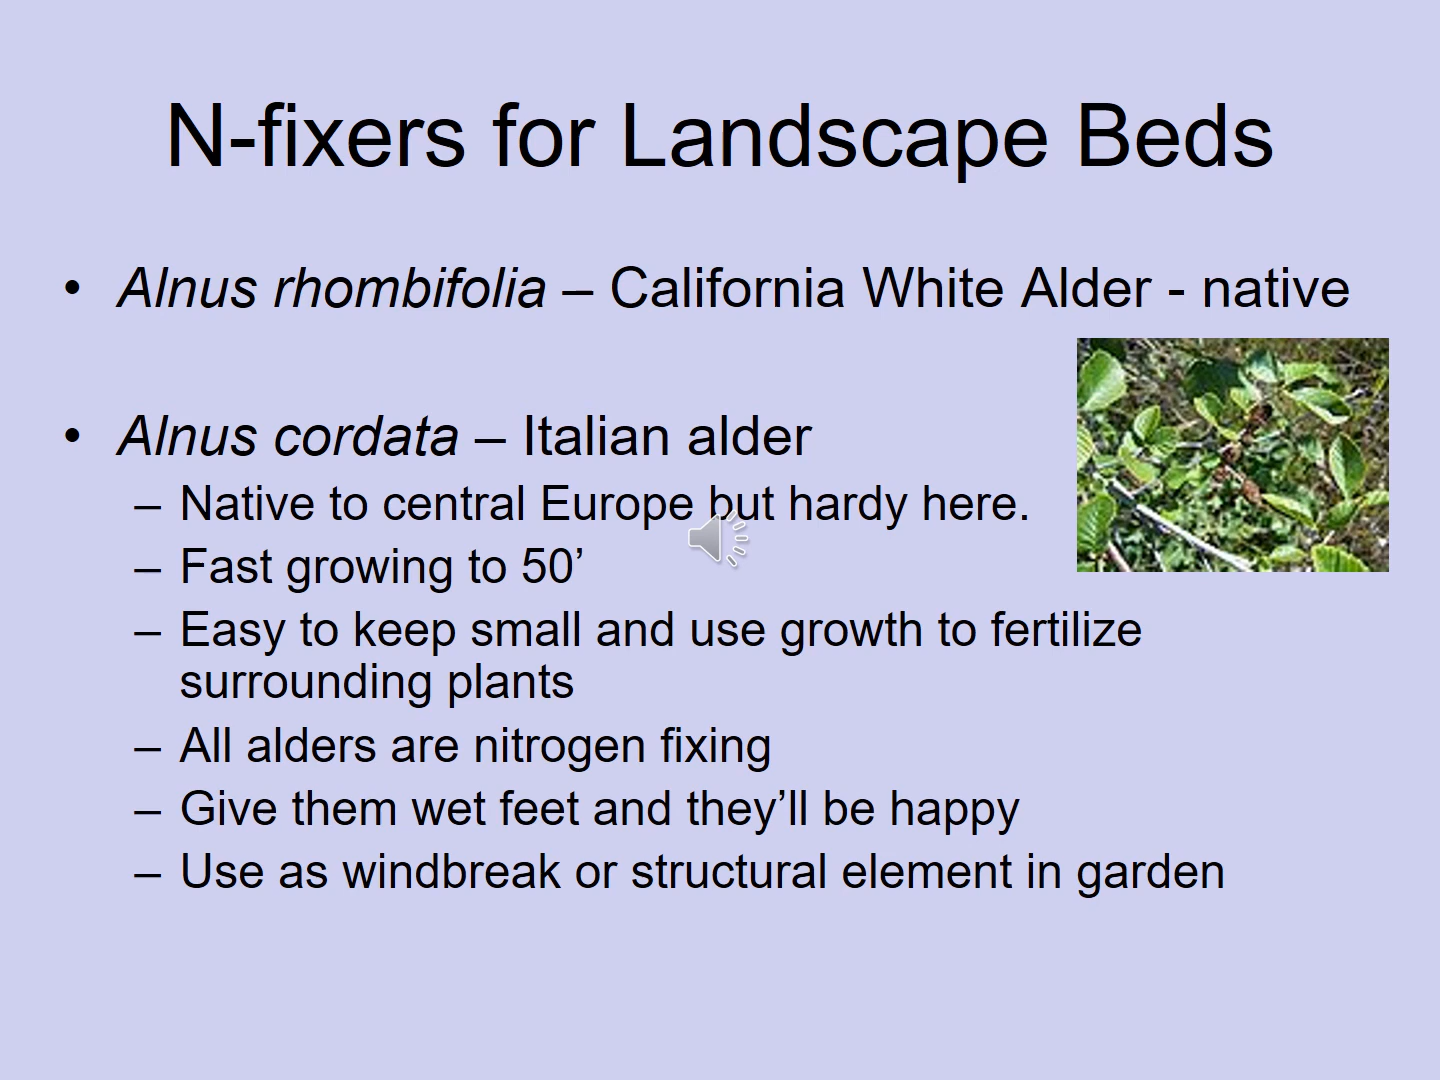 N-fixers for Landscape Beds
• Alnus rhombifolia – California White Alder - native
• Alnus cordata – Italian alder
– Native to central Europe but hardy here.
– Fast growing to 50’
– Easy to keep small and use growth to fertilize
surrounding plants
– All alders are nitrogen fixing
– Give them wet feet and they’ll be happy
– Use as windbreak or structural element in garden